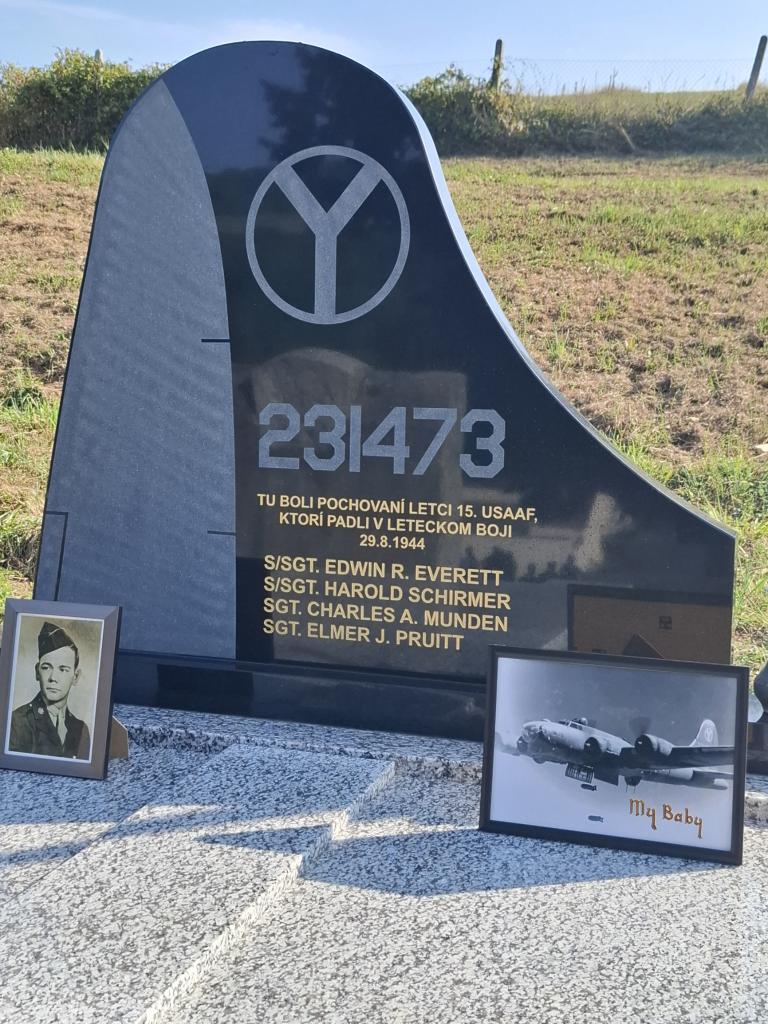 Y
231473
TU BOLI POCHOVANÍ LETCI 15. USAAF,
KTORÍ PADLI V LETECKOM BOJI
29.8.1944
S/SGT. EDWIN R. EVERETT
S/SGT. HAROLD SCHIRMER
SGT. CHARLES A. MUNDEN
SGT. ELMER J. PRUITT
My Baby